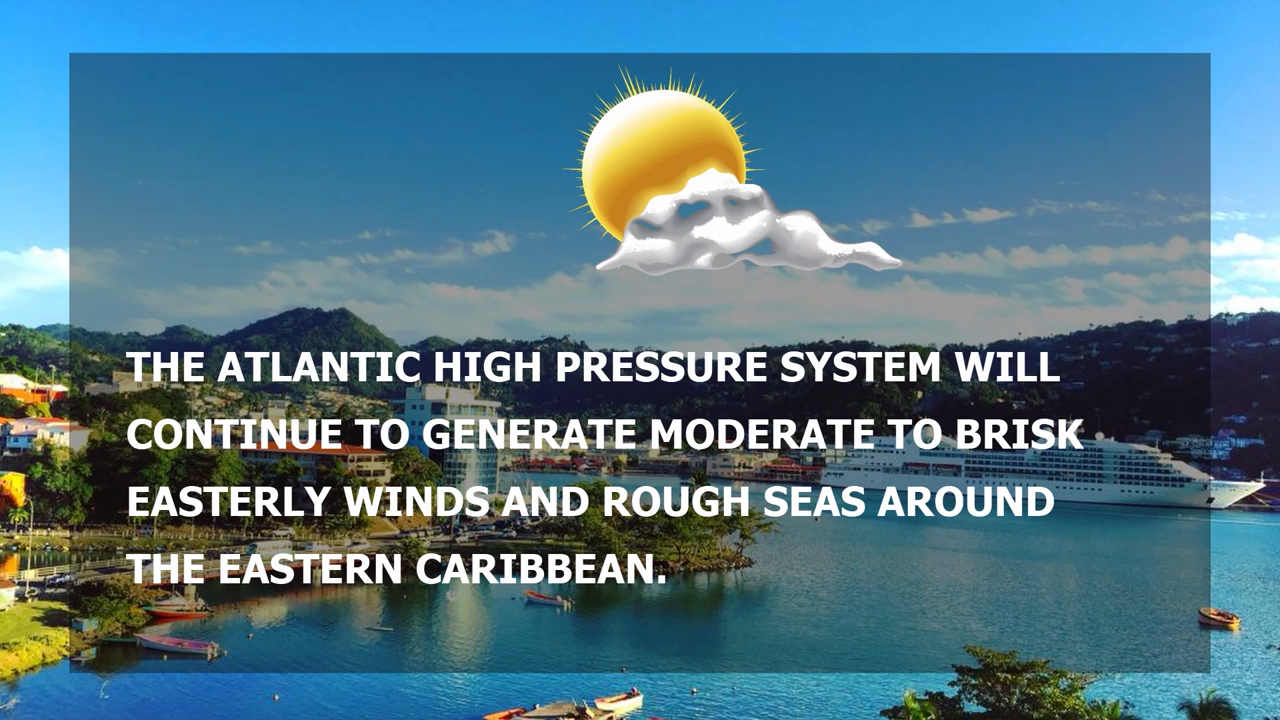 THE ATLANTIC HIGH PRESSURE SYSTEM WILL
CONTINUE TO GENERATE MODERATE TO BRISK
EASTERLY WINDS AND ROUGH SEAS AROUND
THE EASTERN CARIBBEAN.